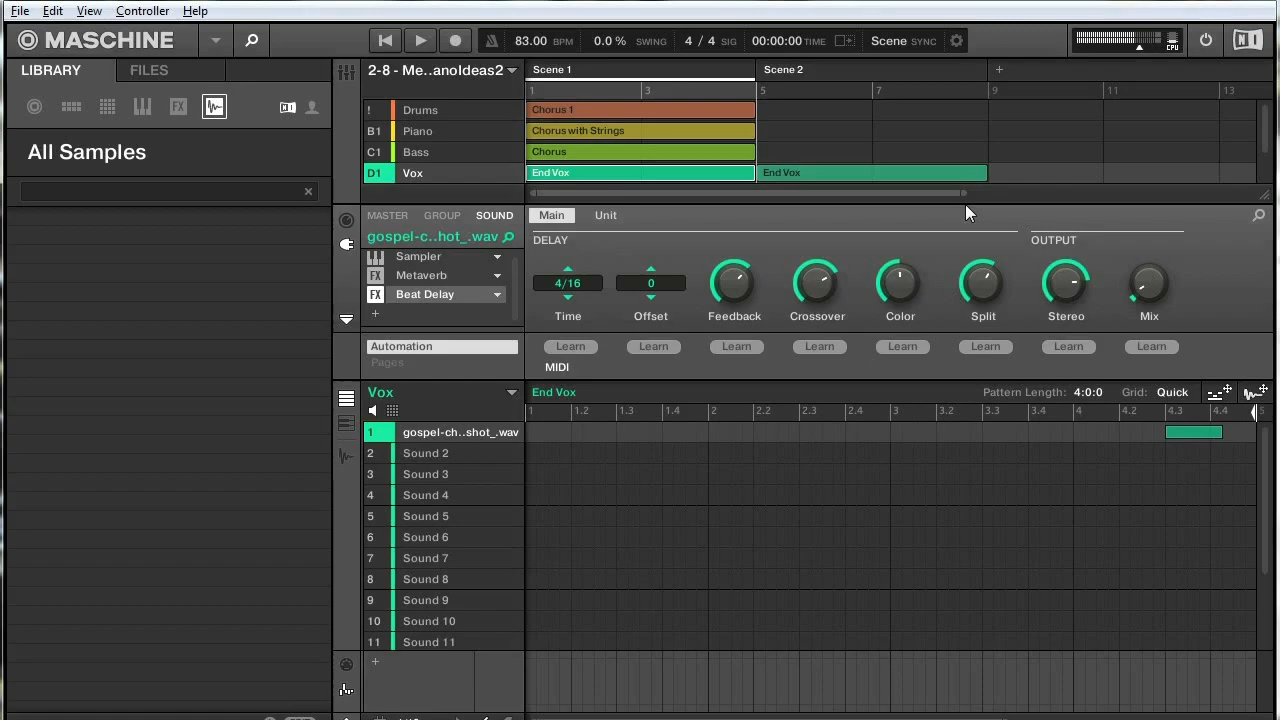 File Edit View Controller Help
MASCHINE 83.00 BPM 0.0 % SWING 4 / 4 SIG 00:00:00 TIME Scene SYNC CPU
LIBRARY FILES
2-8 - Me..anoIdeas2
Scene 1 Scene 2 +
1 3 5 7 9 11 13
FX
All Samples
! Drums Chorus 1
B1 Piano Chorus with Strings
C1 Bass Chorus
D1 Vox End Vox End Vox
MASTER GROUP SOUND Main Unit
gospel-c..hot_.wav
DELAY OUTPUT
Sampler
FX Metaverb
FX Beat Delay
+
4/16 0
Time Offset Feedback Crossover Color Split Stereo Mix
Automation Learn Learn Learn Learn Learn Learn Learn Learn
Pages MIDI
Vox End Vox Pattern Length: 4:0:0 Grid: Quick
1 1.2 1.3 1.4 2 2.2 2.3 2.4 3 3.2 3.3 3.4 4 4.2 4.3 4.4 5
1 gospel-ch..shot_.wav
2 Sound 2
3 Sound 3
4 Sound 4
5 Sound 5
6 Sound 6
7 Sound 7
8 Sound 8
9 Sound 9
10 Sound 10
11 Sound 11
+